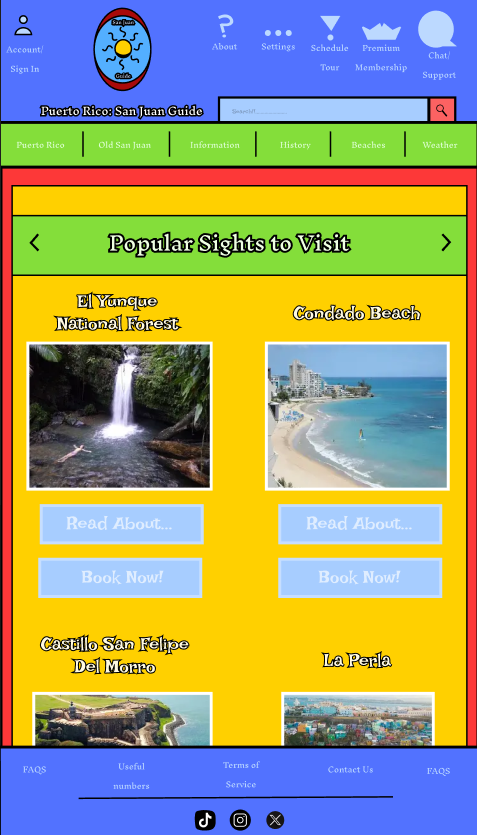 San Juan
Guide
Account/
Sign In
About
Settings
Schedule
Tour
Premium
Membership
Chat/
Support
Puerto Rico: San Juan Guide
Puerto Rico
Old San Juan
Information
History
Beaches
Weather
Popular Sights to Visit
El Yunque
National Forest
Condado Beach
Read About...
Read About...
Book Now!
Book Now!
Castillo San Felipe
Del Morro
La Perla
FAQS
Useful
numbers
Terms of
Service
Contact Us
FAQS